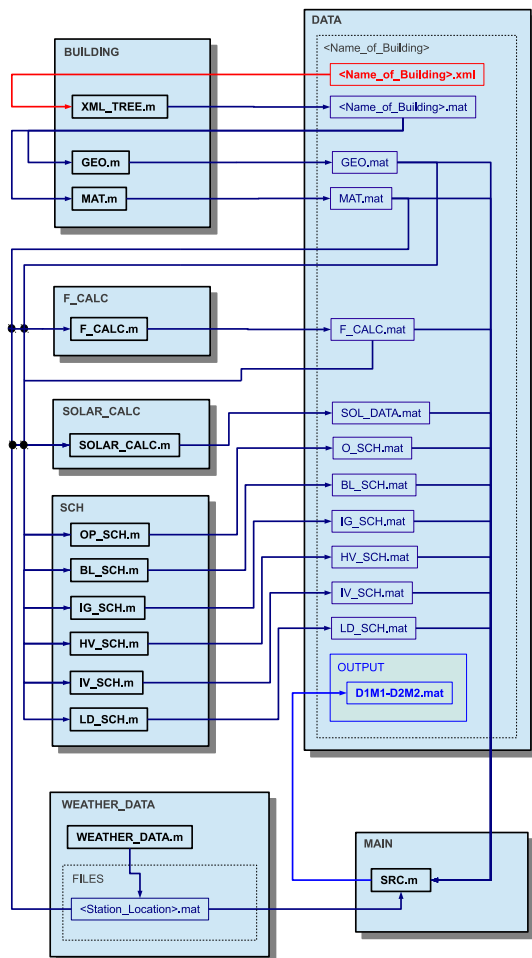 BUILDING
XML_TREE.m
GEO.m
MAT.m
F_CALC
F_CALC.m
SOLAR_CALC
SOLAR_CALC.m
SCH
OP_SCH.m
BL_SCH.m
IG_SCH.m
HV_SCH.m
IV_SCH.m
LD_SCH.m
WEATHER_DATA
WEATHER_DATA.m
FILES
<Station_Location>.mat
DATA
<Name_of_Building>
<Name_of_Building>.xml
<Name_of_Building>.mat
GEO.mat
MAT.mat
F_CALC.mat
SOL_DATA.mat
O_SCH.mat
BL_SCH.mat
IG_SCH.mat
HV_SCH.mat
IV_SCH.mat
LD_SCH.mat
OUTPUT
D1M1-D2M2.mat
MAIN
SRC.m